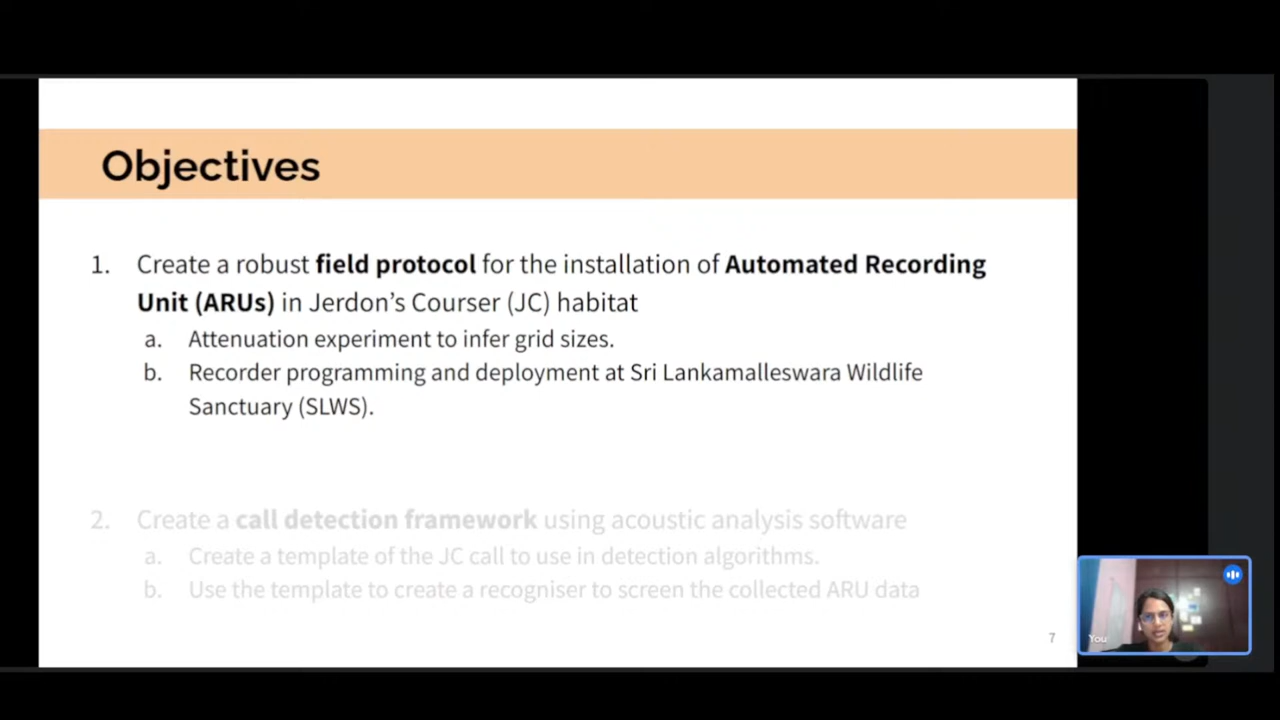 Objectives
1. Create a robust field protocol for the installation of Automated Recording
Unit (ARUs) in Jerdon’s Courser (JC) habitat
a. Attenuation experiment to infer grid sizes.
b. Recorder programming and deployment at Sri Lankamalleswara Wildlife
Sanctuary (SLWS).
2. Create a call detection framework using acoustic analysis software
a. Create a template of the JC call to use in detection algorithms.
b. Use the template to create a recogniser to screen the collected ARU data
7
You